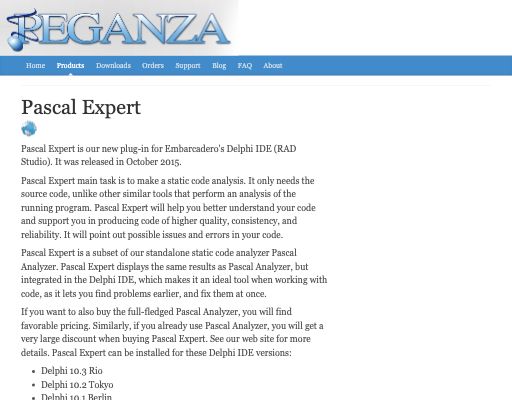 PEGANZA
Home Products Downloads Orders Support Blog FAQ About
Pascal Expert
Pascal Expert is our new plug-in for Embarcadero's Delphi IDE (RAD
Studio). It was released in October 2015.
Pascal Expert main task is to make a static code analysis. It only needs the
source code, unlike other similar tools that perform an analysis of the
running program. Pascal Expert will help you better understand your code
and support you in producing code of higher quality, consistency, and
reliability. It will point out possible issues and errors in your code.
Pascal Expert is a subset of our standalone static code analyzer Pascal
Analyzer. Pascal Expert displays the same results as Pascal Analyzer, but
integrated in the Delphi IDE, which makes it an ideal tool when working with
code, as it lets you find problems earlier, and fix them at once.
If you want to also buy the full-fledged Pascal Analyzer, you will find
favorable pricing. Similarly, if you already use Pascal Analyzer, you will get a
very large discount when buying Pascal Expert. See our web site for more
details. Pascal Expert can be installed for these Delphi IDE versions:
• Delphi 10.3 Rio
• Delphi 10.2 Tokyo
• Delphi 10.1 Berlin